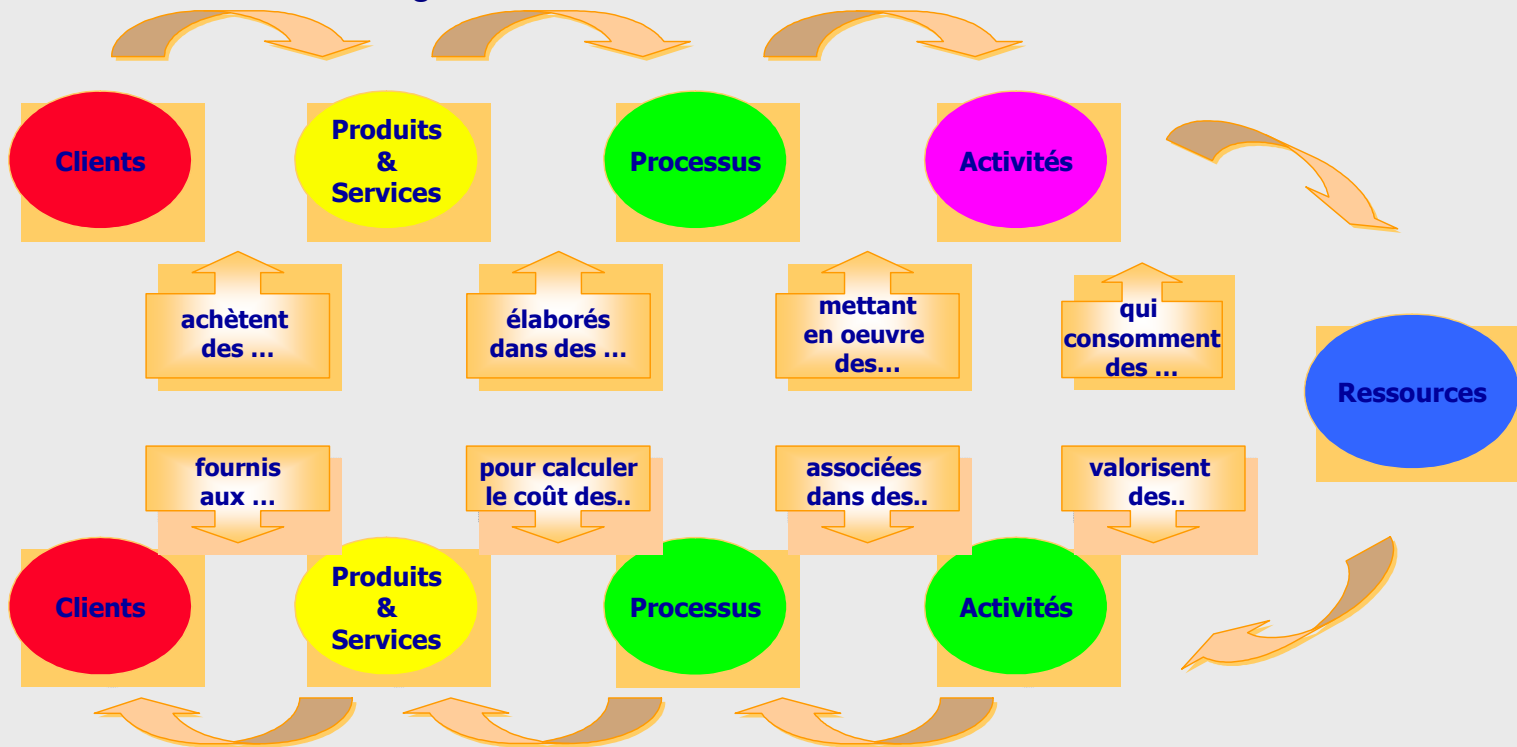 Clients
Produits
&
Services
Processus
Activités
achètent
des ...
élaborés
dans des ...
mettant
en oeuvre
des...
qui
consomment
des ...
Ressources
fournis
aux ...
pour calculer
le coût des..
associées
dans des..
valorisent
des..
Clients
Produits
&
Services
Processus
Activités